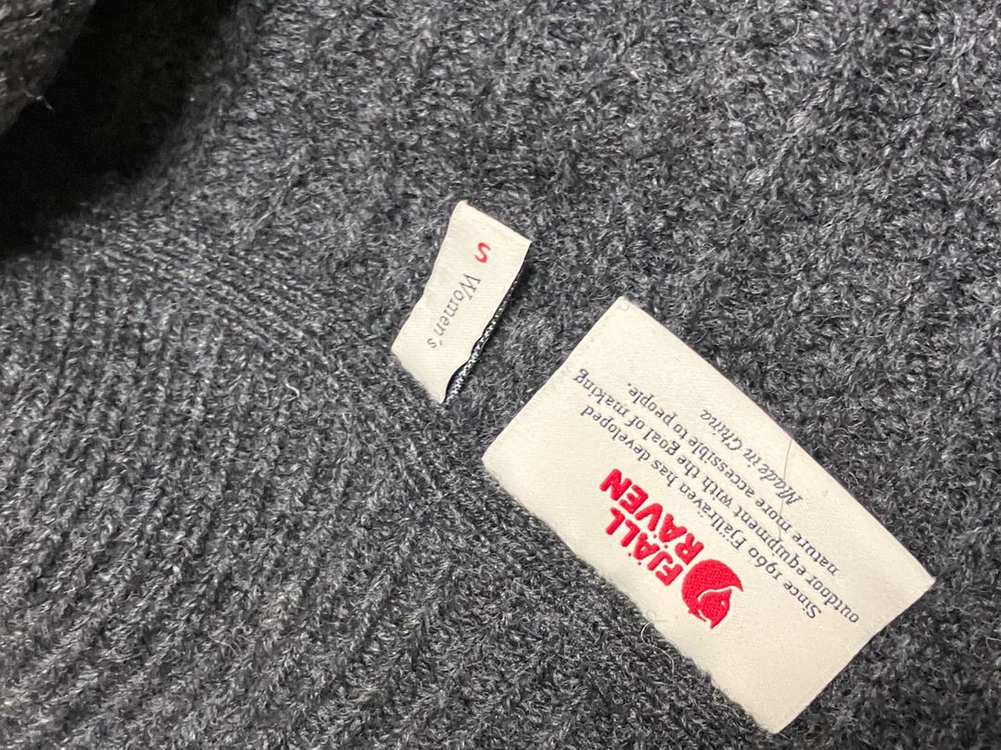 S
Women's
FJÄLL
RÄVEN
Since 1960 Fjällräven has developed
outdoor equipment with the goal of making
nature more accessible to people.
Made in China